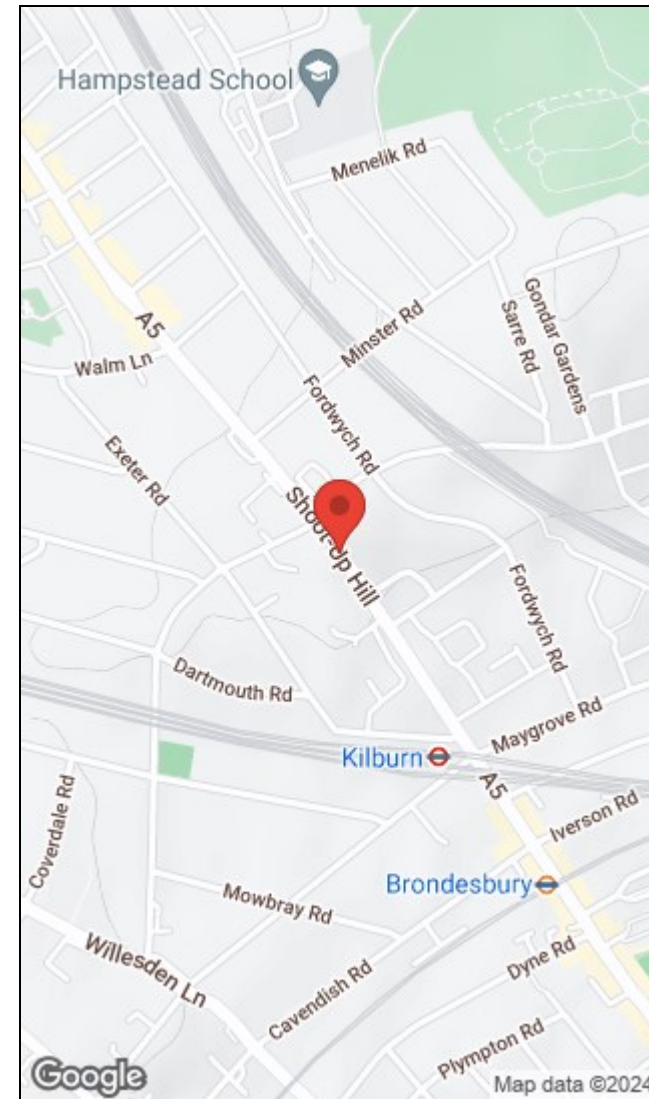 Hampstead School
Menelik Rd
Gondar Gardens
Sarre Rd
Minster Rd
A5
Walm Ln
Fordwych Rd
Exeter Rd
Shoot-Up Hill
Fordwych Rd
Dartmouth Rd
Maygrove Rd
Kilburn
A5
Coverdale Rd
Iverson Rd
Brondesbury
Mowbray Rd
Willesden Ln
Dyne Rd
Cavendish Rd
Plympton Rd
Google
Map data ©2024